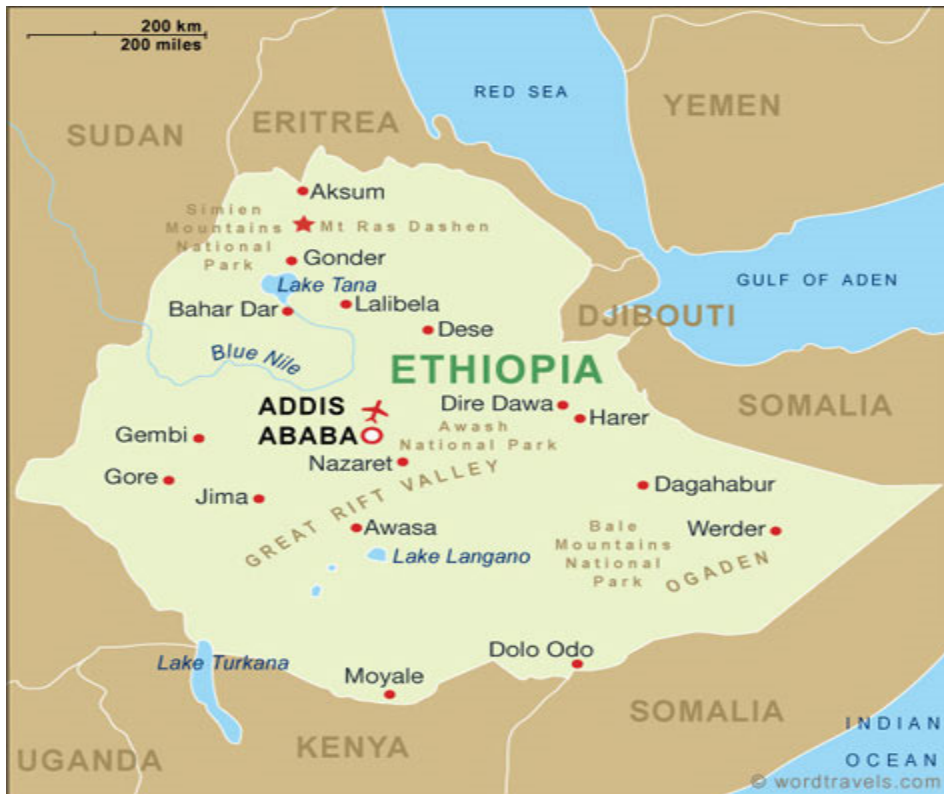 200 km
200 miles
RED SEA
YEMEN
SUDAN
ERITREA
Aksum
Simien
Mountains
National
Park
Mt Ras Dashen
Gonder
Lake Tana
GULF OF ADEN
Bahar Dar
Lalibela
DJIBOUTI
Dese
Blue Nile
ETHIOPIA
ADDIS
ABABA
Dire Dawa
Harer
SOMALIA
Awash
National Park
Gembi
Nazaret
Gore
Jima
GREAT RIFT VALLEY
Dagahabur
Awasa
Lake Langano
Bale
Mountains
National
Park
Werder
OGADEN
Lake Turkana
Dolo Odo
Moyale
SOMALIA
UGANDA
KENYA
INDIAN
OCEAN
© wordtravels.com